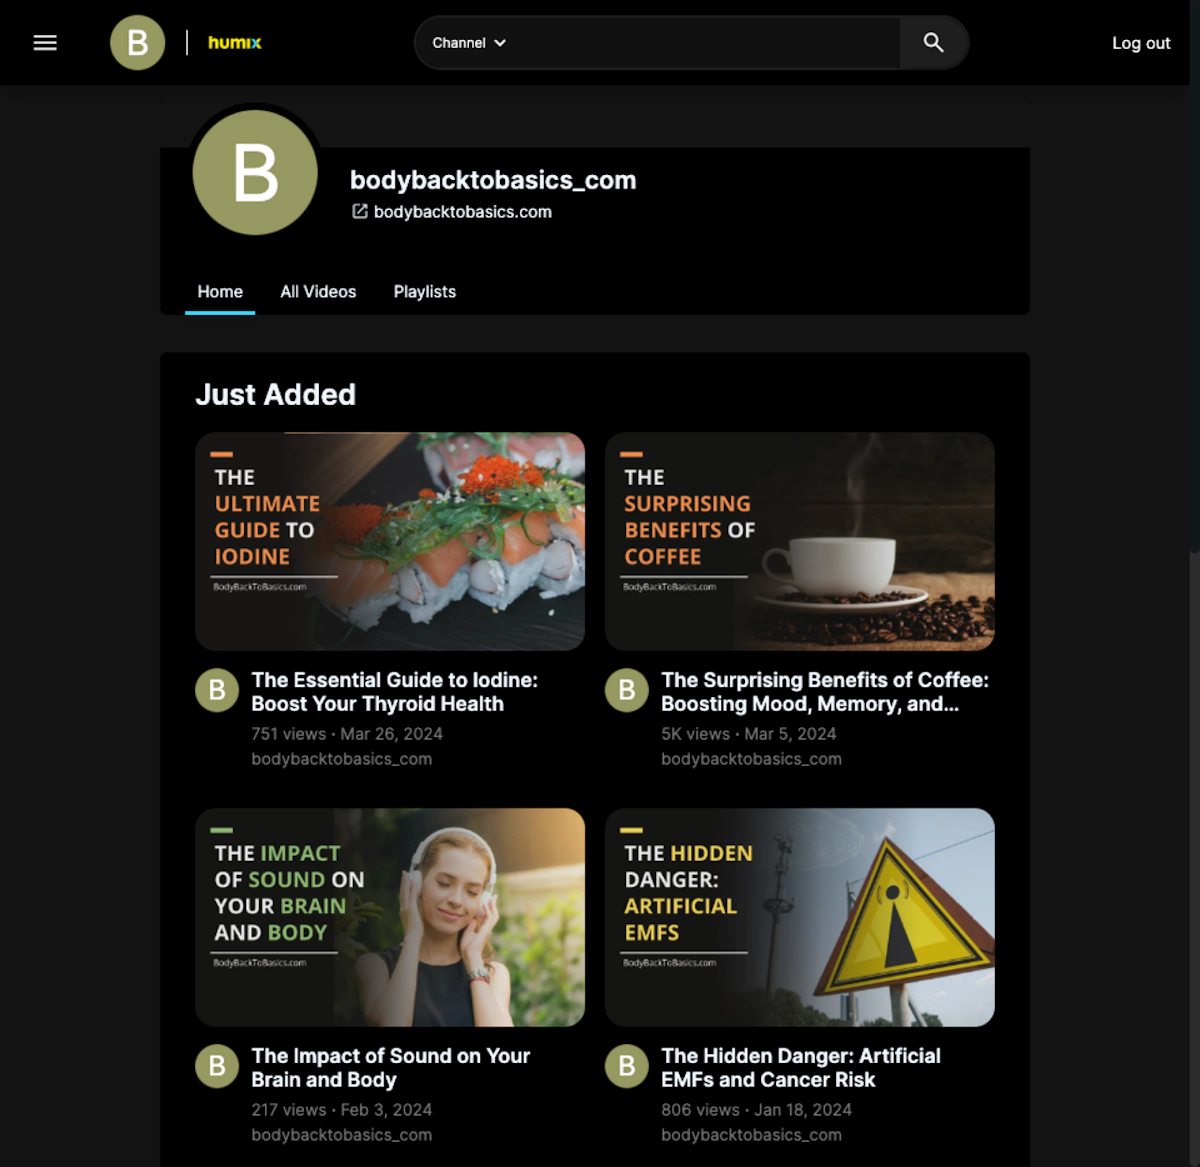 B
humix
Channel
Log out
B
bodybacktobasics_com
bodybacktobasics.com
Home
All Videos
Playlists
Just Added
THE
ULTIMATE
GUIDE TO
IODINE
BodyBackToBasics.com
THE
SURPRISING
BENEFITS OF
COFFEE
BodyBackToBasics.com
B
The Essential Guide to Iodine:
Boost Your Thyroid Health
751 views · Mar 26, 2024
bodybacktobasics_com
B
The Surprising Benefits of Coffee:
Boosting Mood, Memory, and...
5K views · Mar 5, 2024
bodybacktobasics_com
THE IMPACT
OF SOUND ON
YOUR BRAIN
AND BODY
BodyBackToBasics.com
THE HIDDEN
DANGER:
ARTIFICIAL
EMFS
BodyBackToBasics.com
B
The Impact of Sound on Your
Brain and Body
217 views · Feb 3, 2024
bodybacktobasics_com
B
The Hidden Danger: Artificial
EMFs and Cancer Risk
806 views · Jan 18, 2024
bodybacktobasics_com